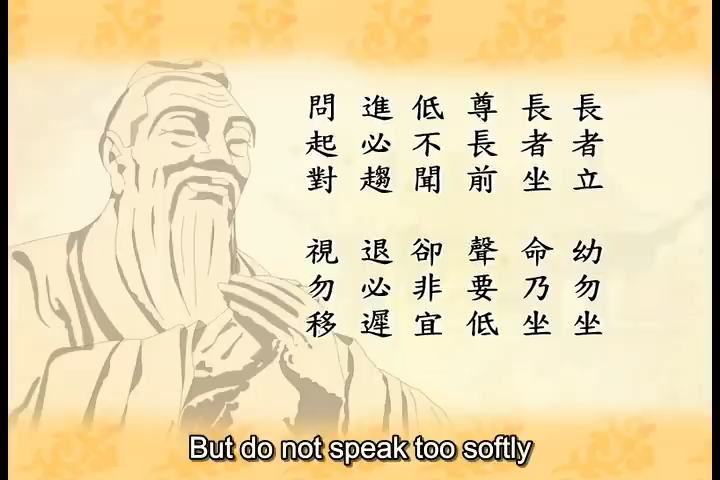 長者立
幼勿坐
長者坐
命乃坐
尊長前
聲要低
低不聞
卻非宜
進必趨
退必遲
問起對
視勿移
But do not speak too softly